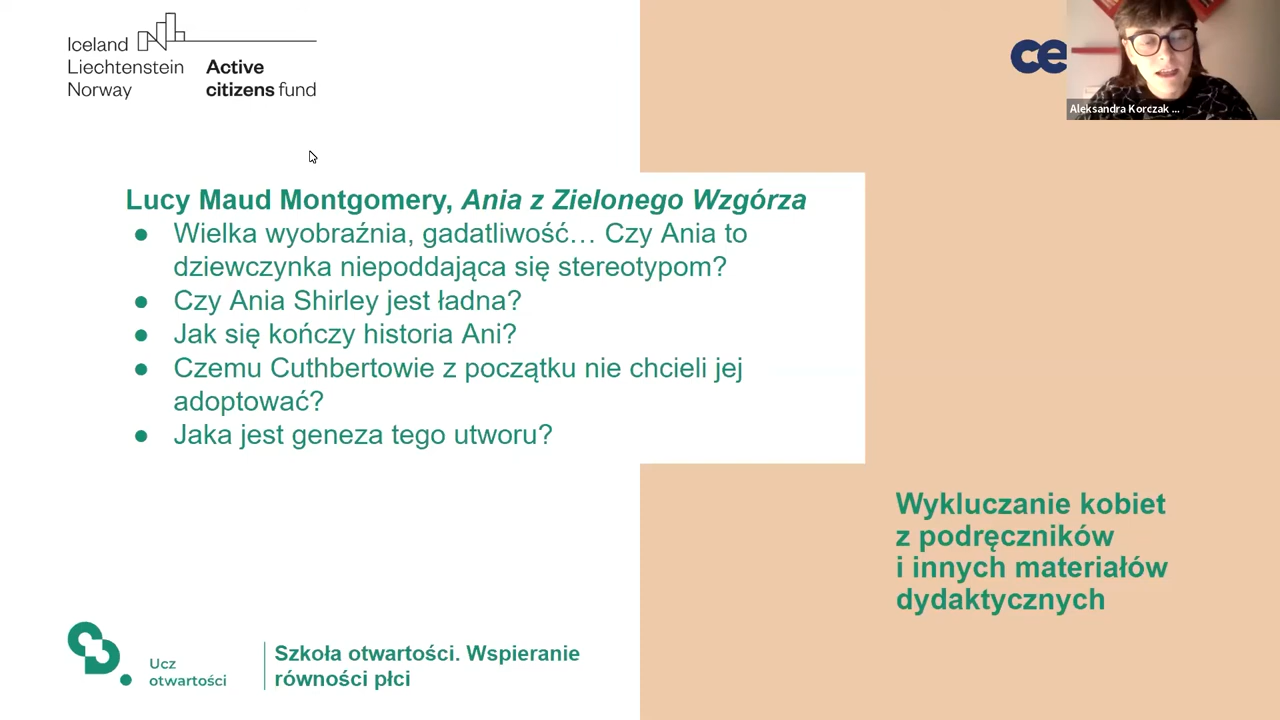 Iceland
Liechtenstein
Norway
Active
citizens fund
ce
Aleksandra Korczak ...
Lucy Maud Montgomery, Ania z Zielonego Wzgórza
● Wielka wyobraźnia, gadatliwość… Czy Ania to
dziewczynka niepoddająca się stereotypom?
● Czy Ania Shirley jest ładna?
● Jak się kończy historia Ani?
● Czemu Cuthbertowie z początku nie chcieli jej
adoptować?
● Jaka jest geneza tego utworu?
Wykluczanie kobiet
z podręczników
i innych materiałów
dydaktycznych
Ucz
otwartości
Szkoła otwartości. Wspieranie
równości płci